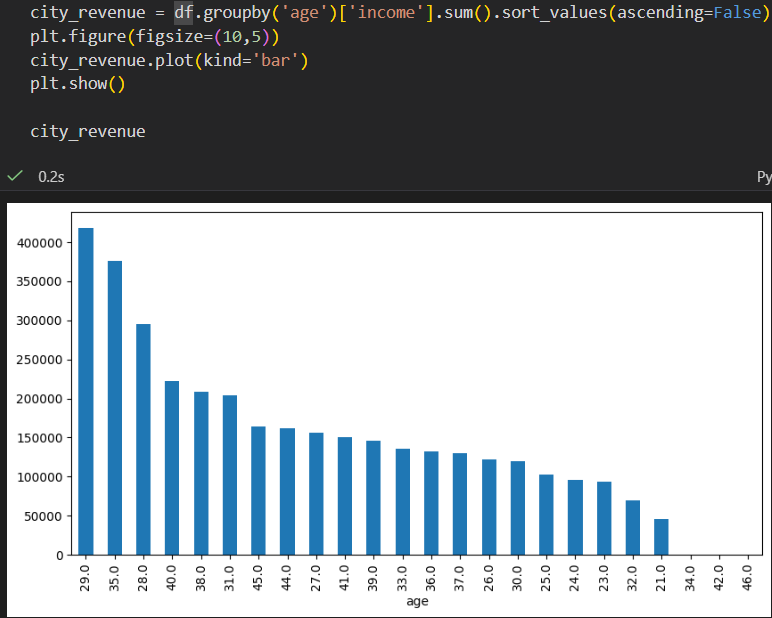 city_revenue = df.groupby('age')['income'].sum().sort_values(ascending=False)
plt.figure(figsize=(10,5))
city_revenue.plot(kind='bar')
plt.show()
city_revenue
0.2s
Py
400000
350000
300000
250000
200000
150000
100000
50000
0
29.0 35.0 28.0 40.0 38.0 31.0 45.0 44.0 27.0 41.0 39.0 33.0 36.0 37.0 26.0 30.0 25.0 24.0 23.0 32.0 21.0 34.0 42.0 46.0
age